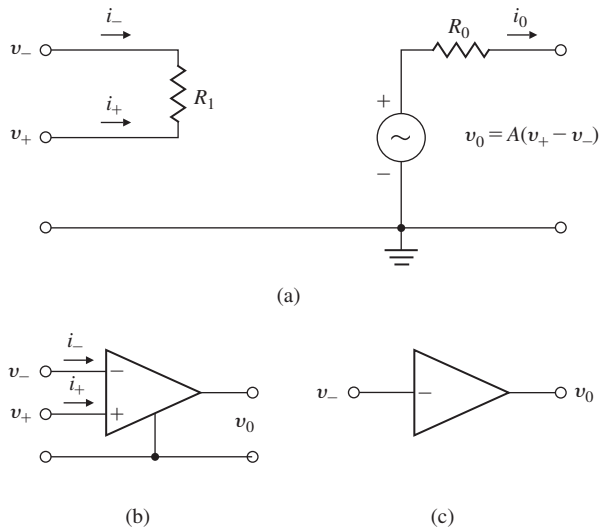 i₋
v₋
R₁
i₊
v₊
R₀
i₀
+
∼
−
v₀ = A(v₊ − v₋)
(a)
i₋
v₋
−
i₊
v₊
+
v₀
(b)
v₋
−
v₀
(c)